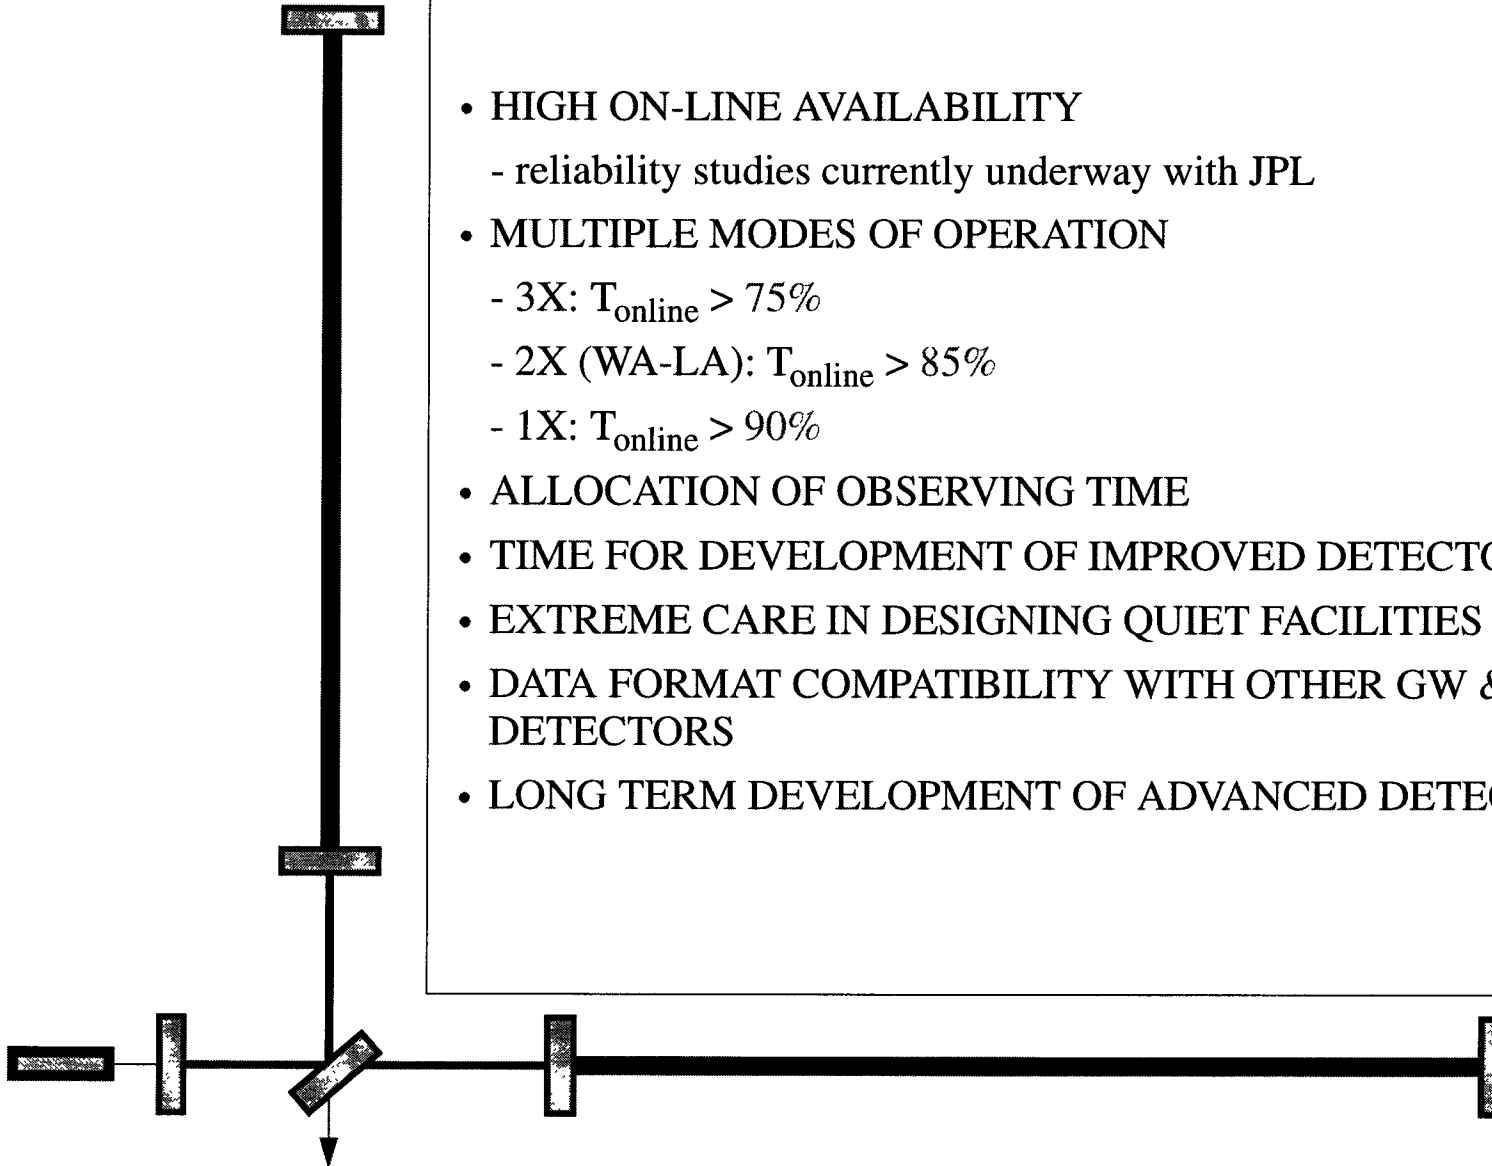 • HIGH ON-LINE AVAILABILITY
- reliability studies currently underway with JPL
• MULTIPLE MODES OF OPERATION
- 3X: Tonline > 75%
- 2X (WA-LA): Tonline > 85%
- 1X: Tonline > 90%
• ALLOCATION OF OBSERVING TIME
• TIME FOR DEVELOPMENT OF IMPROVED
• EXTREME CARE IN DESIGNING QUIET FACILITIES
• DATA FORMAT COMPATIBILITY WITH OTHER GW &
DETECTORS
• LONG TERM DEVELOPMENT OF ADVANCED